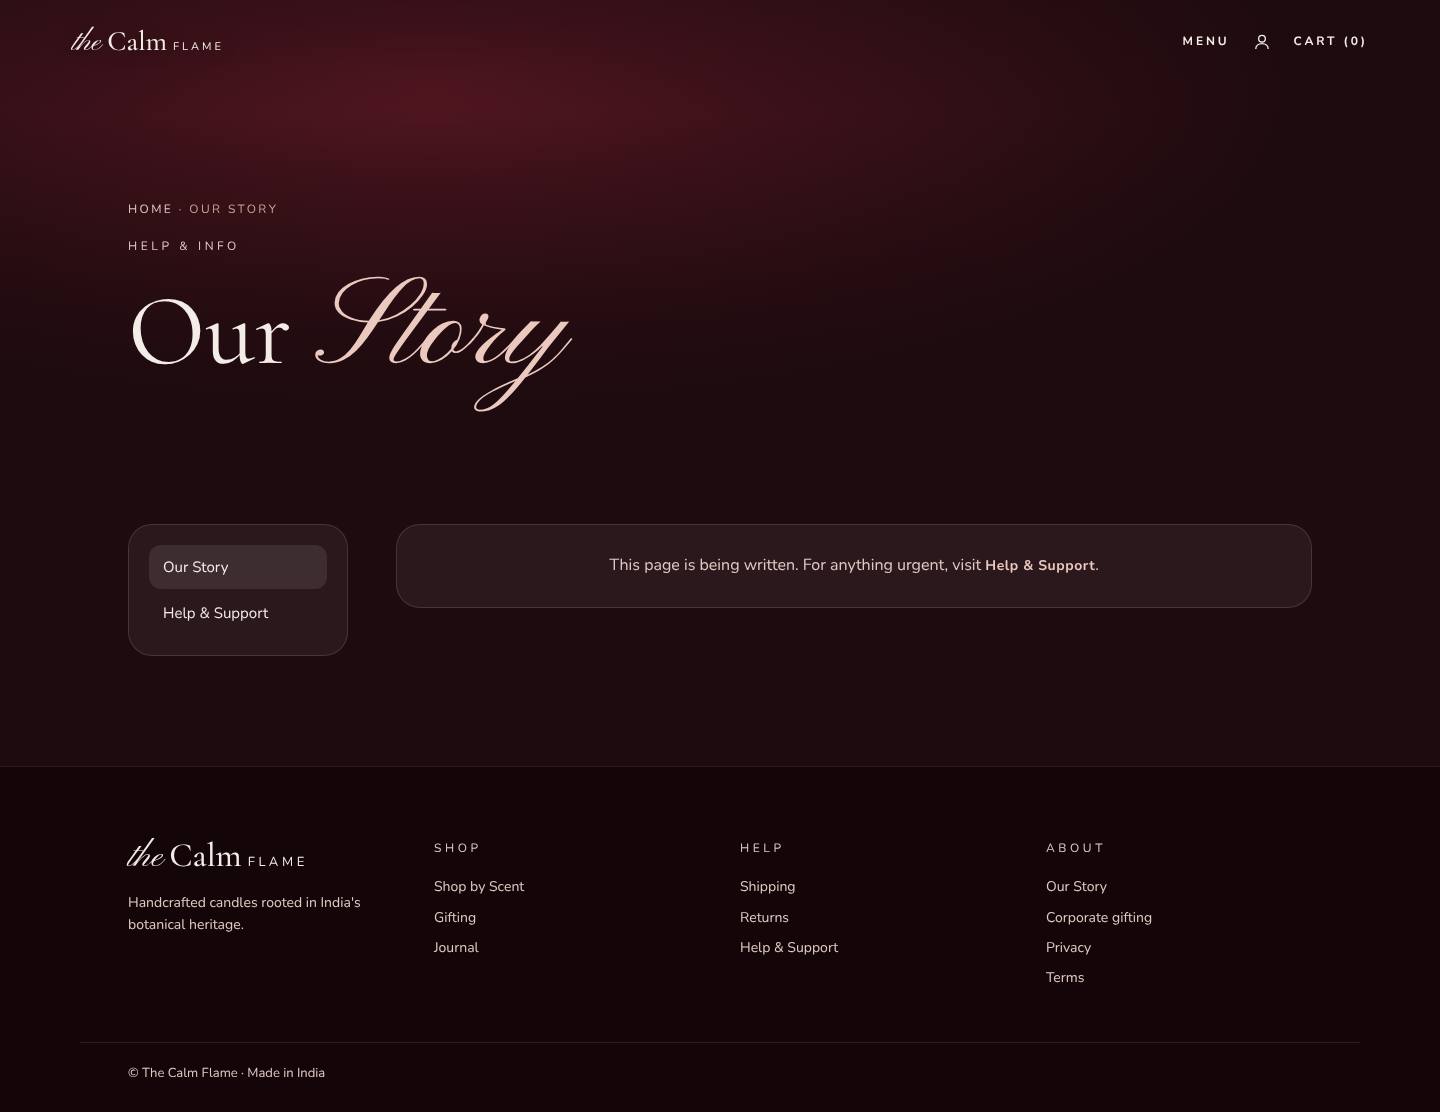 the Calm FLAME
MENU
CART (0)
HOME · OUR STORY
HELP & INFO
Our Story
Our Story
Help & Support
This page is being written. For anything urgent, visit Help & Support.
the Calm FLAME
Handcrafted candles rooted in India's
botanical heritage.
SHOP
Shop by Scent
Gifting
Journal
HELP
Shipping
Returns
Help & Support
ABOUT
Our Story
Corporate gifting
Privacy
Terms
© The Calm Flame · Made in India